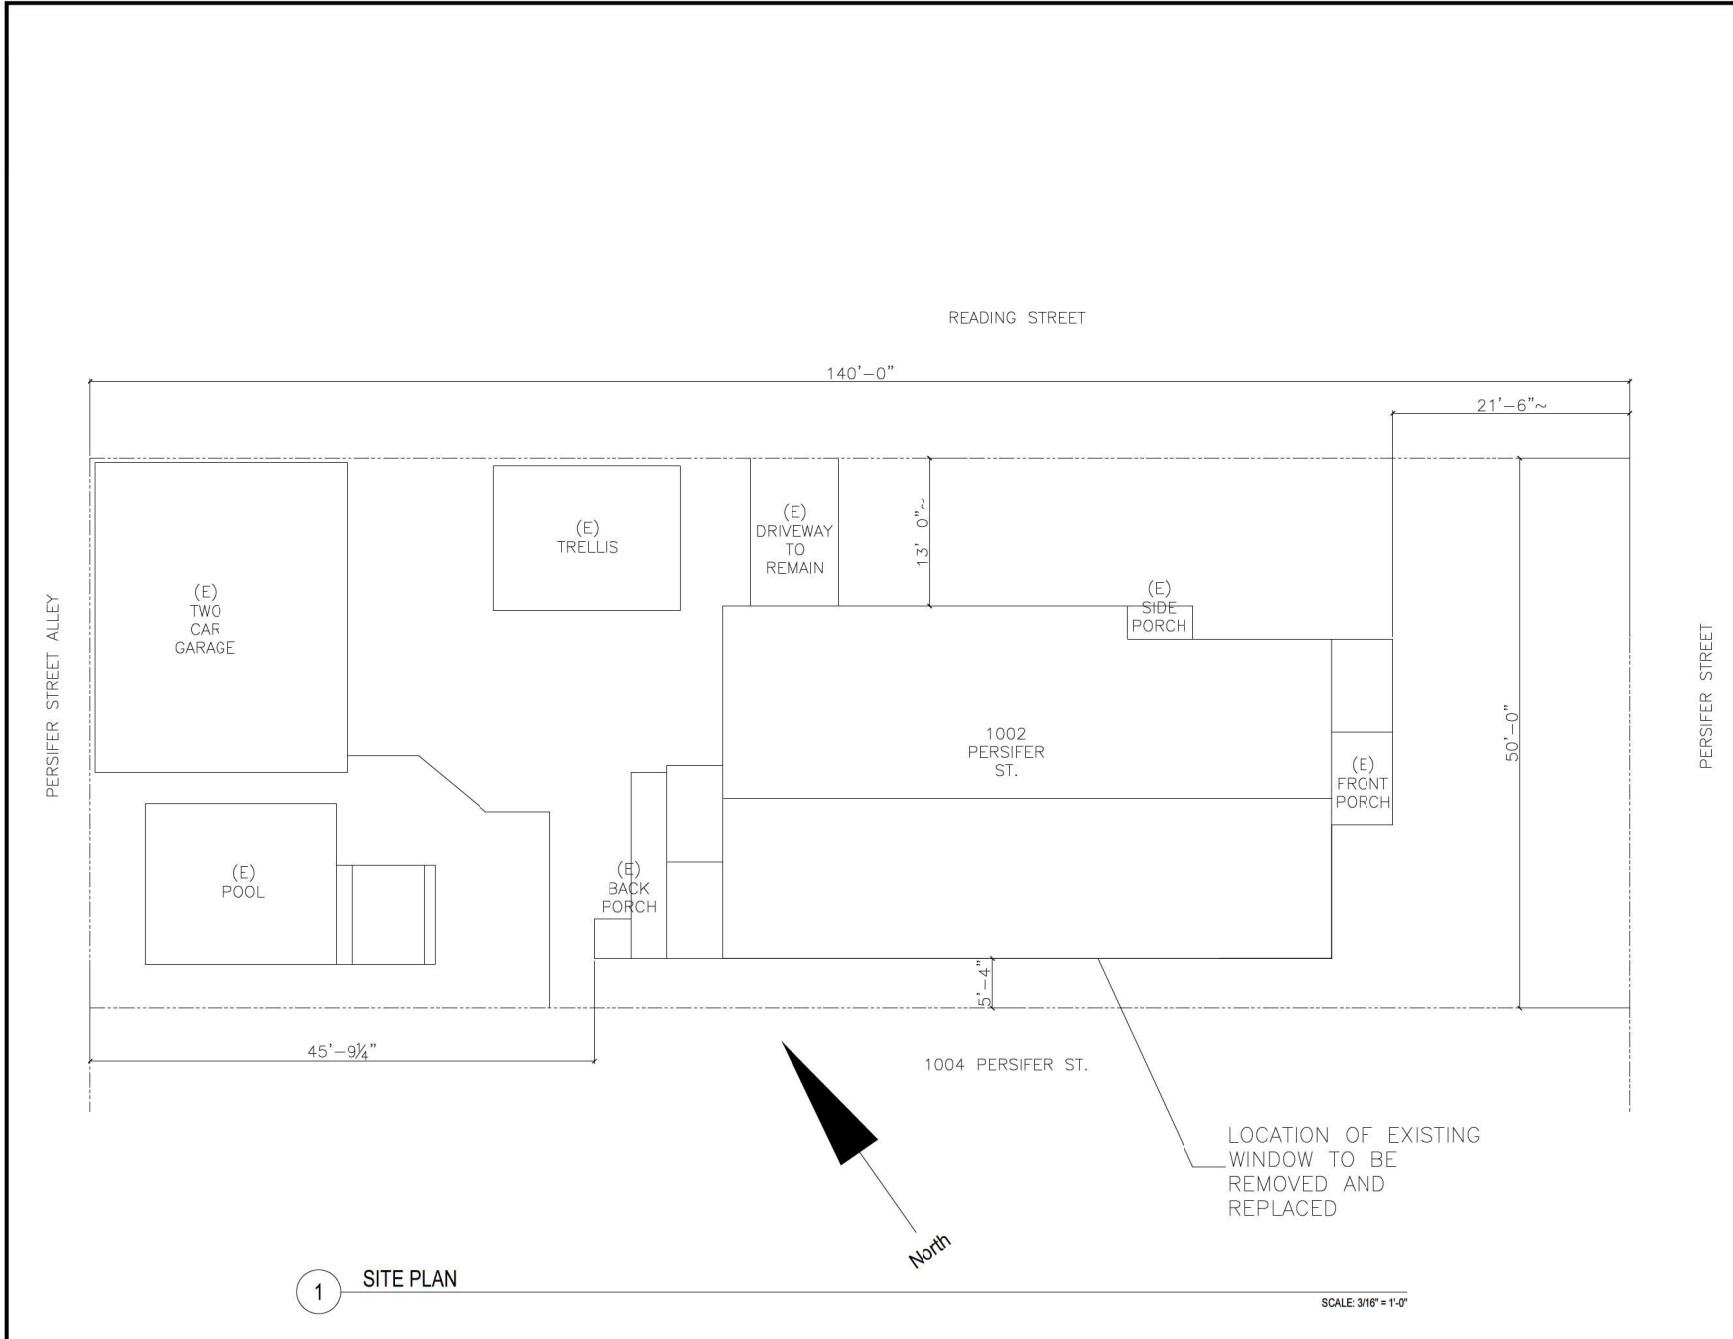 READING STREET
140'-0"
21'-6"~
(E)
TRELLIS
(E)
DRIVEWAY
TO
REMAIN
13' 0"~
(E)
TWO
CAR
GARAGE
(E)
SIDE
PORCH
PERSIFER STREET ALLEY
PERSIFER STREET
50'-0"
1002
PERSIFER
ST.
(E)
FRONT
PORCH
(E)
POOL
(E)
BACK
PORCH
5'-4"
45'-9¼"
1004 PERSIFER ST.
LOCATION OF EXISTING
WINDOW TO BE
REMOVED AND
REPLACED
North
1
SITE PLAN
SCALE: 3/16" = 1'-0"